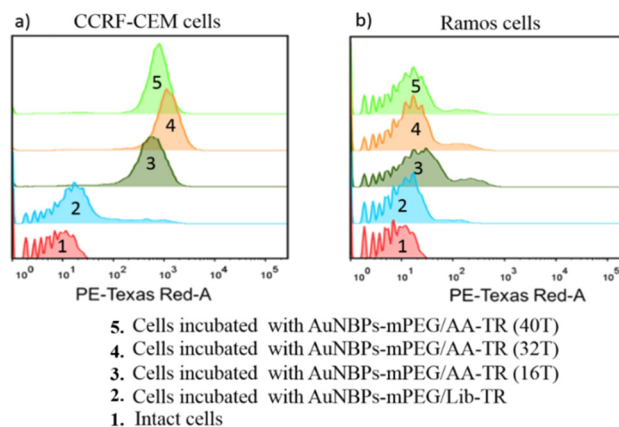 a) CCRF-CEM cells
b) Ramos cells
5
4
3
2
1
5
4
3
2
1
10⁰ 10¹ 10² 10³ 10⁴ 10⁵
10⁰ 10¹ 10² 10³ 10⁴ 10⁵
PE-Texas Red-A
PE-Texas Red-A
5. Cells incubated with AuNBPs-mPEG/AA-TR (40T)
4. Cells incubated with AuNBPs-mPEG/AA-TR (32T)
3. Cells incubated with AuNBPs-mPEG/AA-TR (16T)
2. Cells incubated with AuNBPs-mPEG/Lib-TR
1. Intact cells